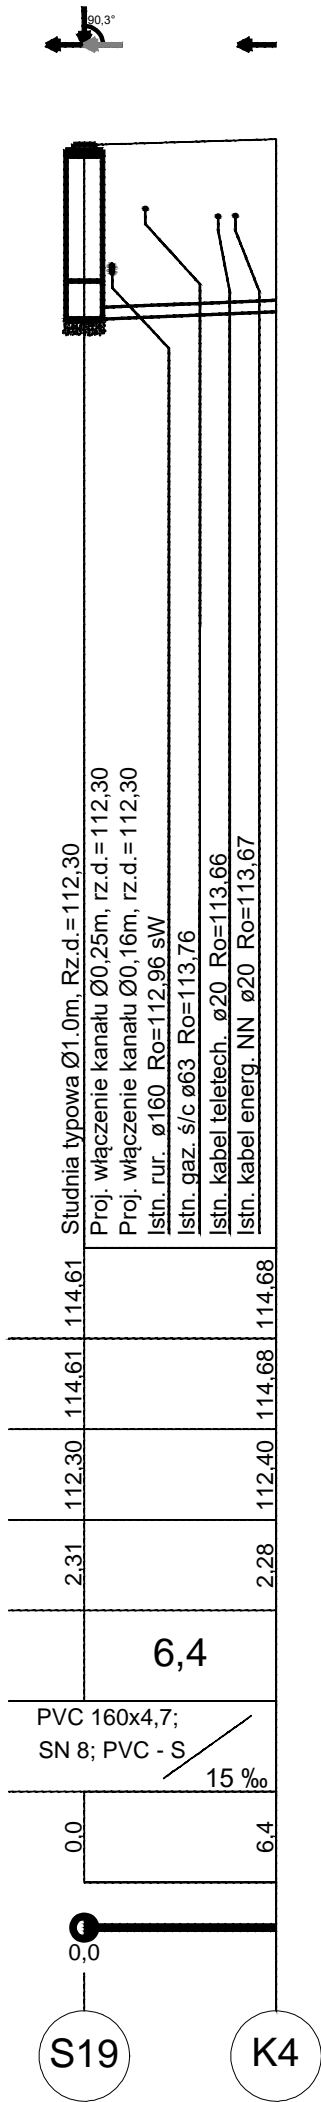 90,3°
Studnia typowa Ø1.0m, Rz.d.=112,30
Proj. włączenie kanału Ø0,25m, rz.d.=112,30
Proj. włączenie kanału Ø0,16m, rz.d.=112,30
Istn. rur. ø160 Ro=112,96 sW
Istn. gaz. ś/c ø63 Ro=113,76
Istn. kabel teletech. ø20 Ro=113,66
Istn. kabel energ. NN ø20 Ro=113,67
114,61 114,68
114,61 114,68
112,30 112,40
2,31 2,28
6,4
PVC 160x4,7;
SN 8; PVC - S
15 ‰
0,0 6,4
0,0
S19 K4